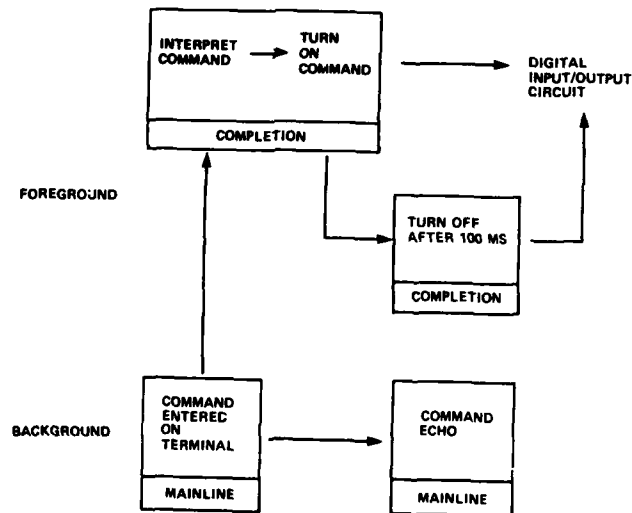 INTERPRET
COMMAND
TURN
ON
COMMAND
DIGITAL
INPUT/OUTPUT
CIRCUIT
COMPLETION
FOREGROUND
TURN OFF
AFTER 100 MS
COMPLETION
BACKGROUND
COMMAND
ENTERED
ON
TERMINAL
MAINLINE
COMMAND
ECHO
MAINLINE